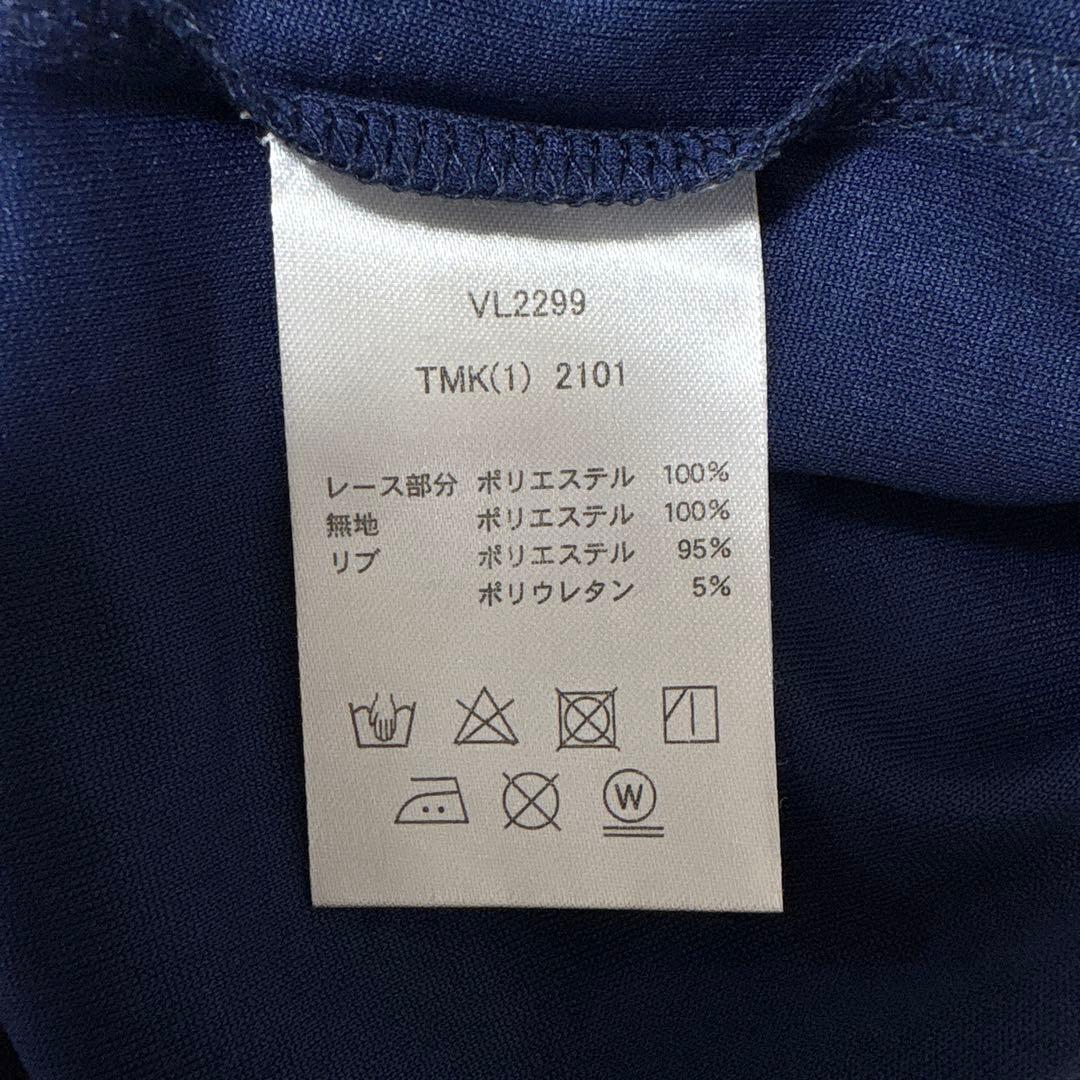 VL2299
TMK(1) 2101
レース部分 ポリエステル 100%
無地 ポリエステル 100%
リブ ポリエステル 95%
ポリウレタン 5%
W